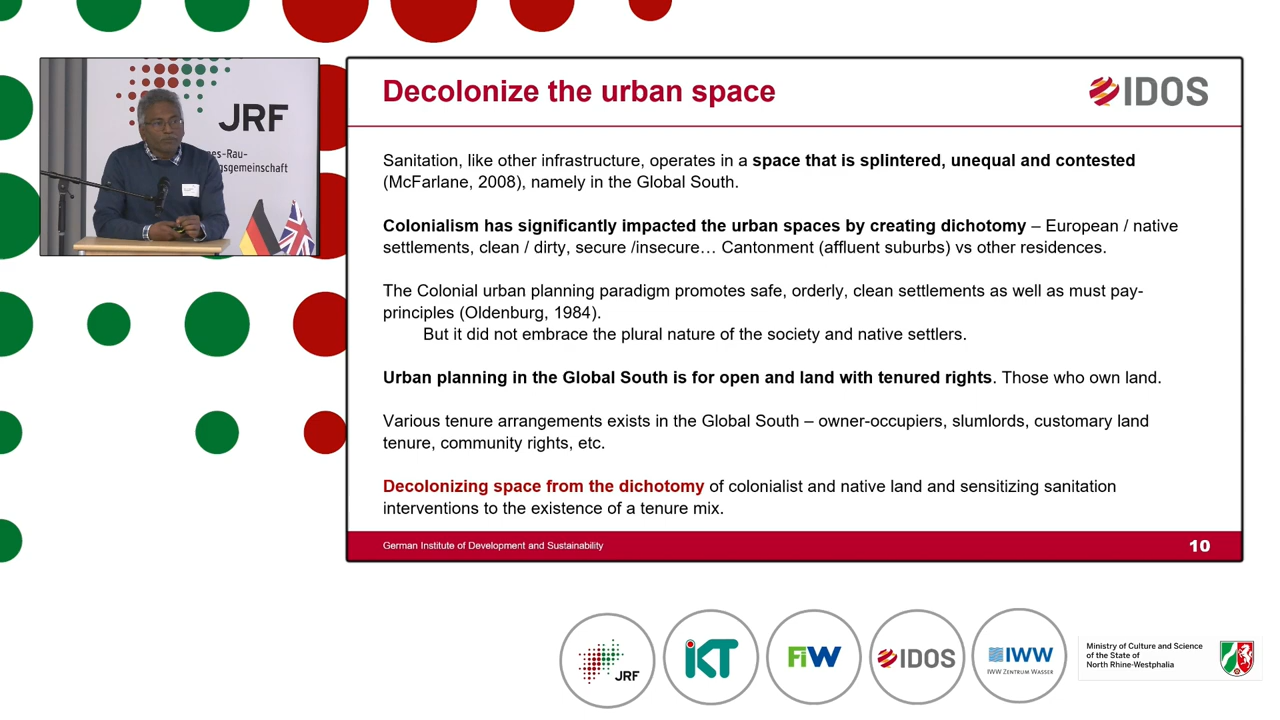 JRF
es-Rau-
gsgemeinschaft
Decolonize the urban space
IDOS
Sanitation, like other infrastructure, operates in a space that is splintered, unequal and contested
(McFarlane, 2008), namely in the Global South.
Colonialism has significantly impacted the urban spaces by creating dichotomy – European / native
settlements, clean / dirty, secure /insecure… Cantonment (affluent suburbs) vs other residences.
The Colonial urban planning paradigm promotes safe, orderly, clean settlements as well as must pay-
principles (Oldenburg, 1984).
But it did not embrace the plural nature of the society and native settlers.
Urban planning in the Global South is for open and land with tenured rights. Those who own land.
Various tenure arrangements exists in the Global South – owner-occupiers, slumlords, customary land
tenure, community rights, etc.
Decolonizing space from the dichotomy of colonialist and native land and sensitizing sanitation
interventions to the existence of a tenure mix.
German Institute of Development and Sustainability
10
JRF
iKT
FiW
IDOS
IWW
IWW ZENTRUM WASSER
Ministry of Culture and Science
of the State of
North Rhine-Westphalia